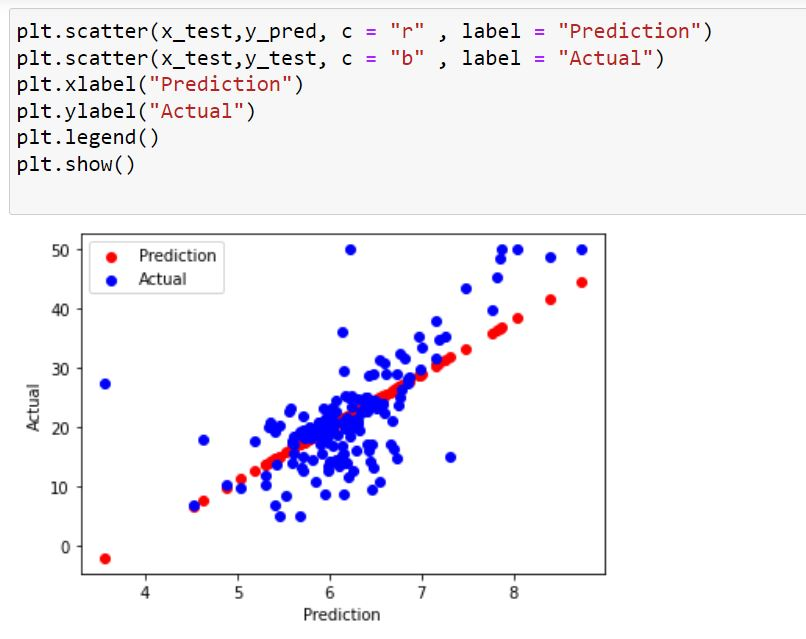 plt.scatter(x_test,y_pred, c = "r" , label = "Prediction")
plt.scatter(x_test,y_test, c = "b" , label = "Actual")
plt.xlabel("Prediction")
plt.ylabel("Actual")
plt.legend()
plt.show()
50
40
30
20
10
0
Actual
Prediction
Actual
4 5 6 7 8
Prediction